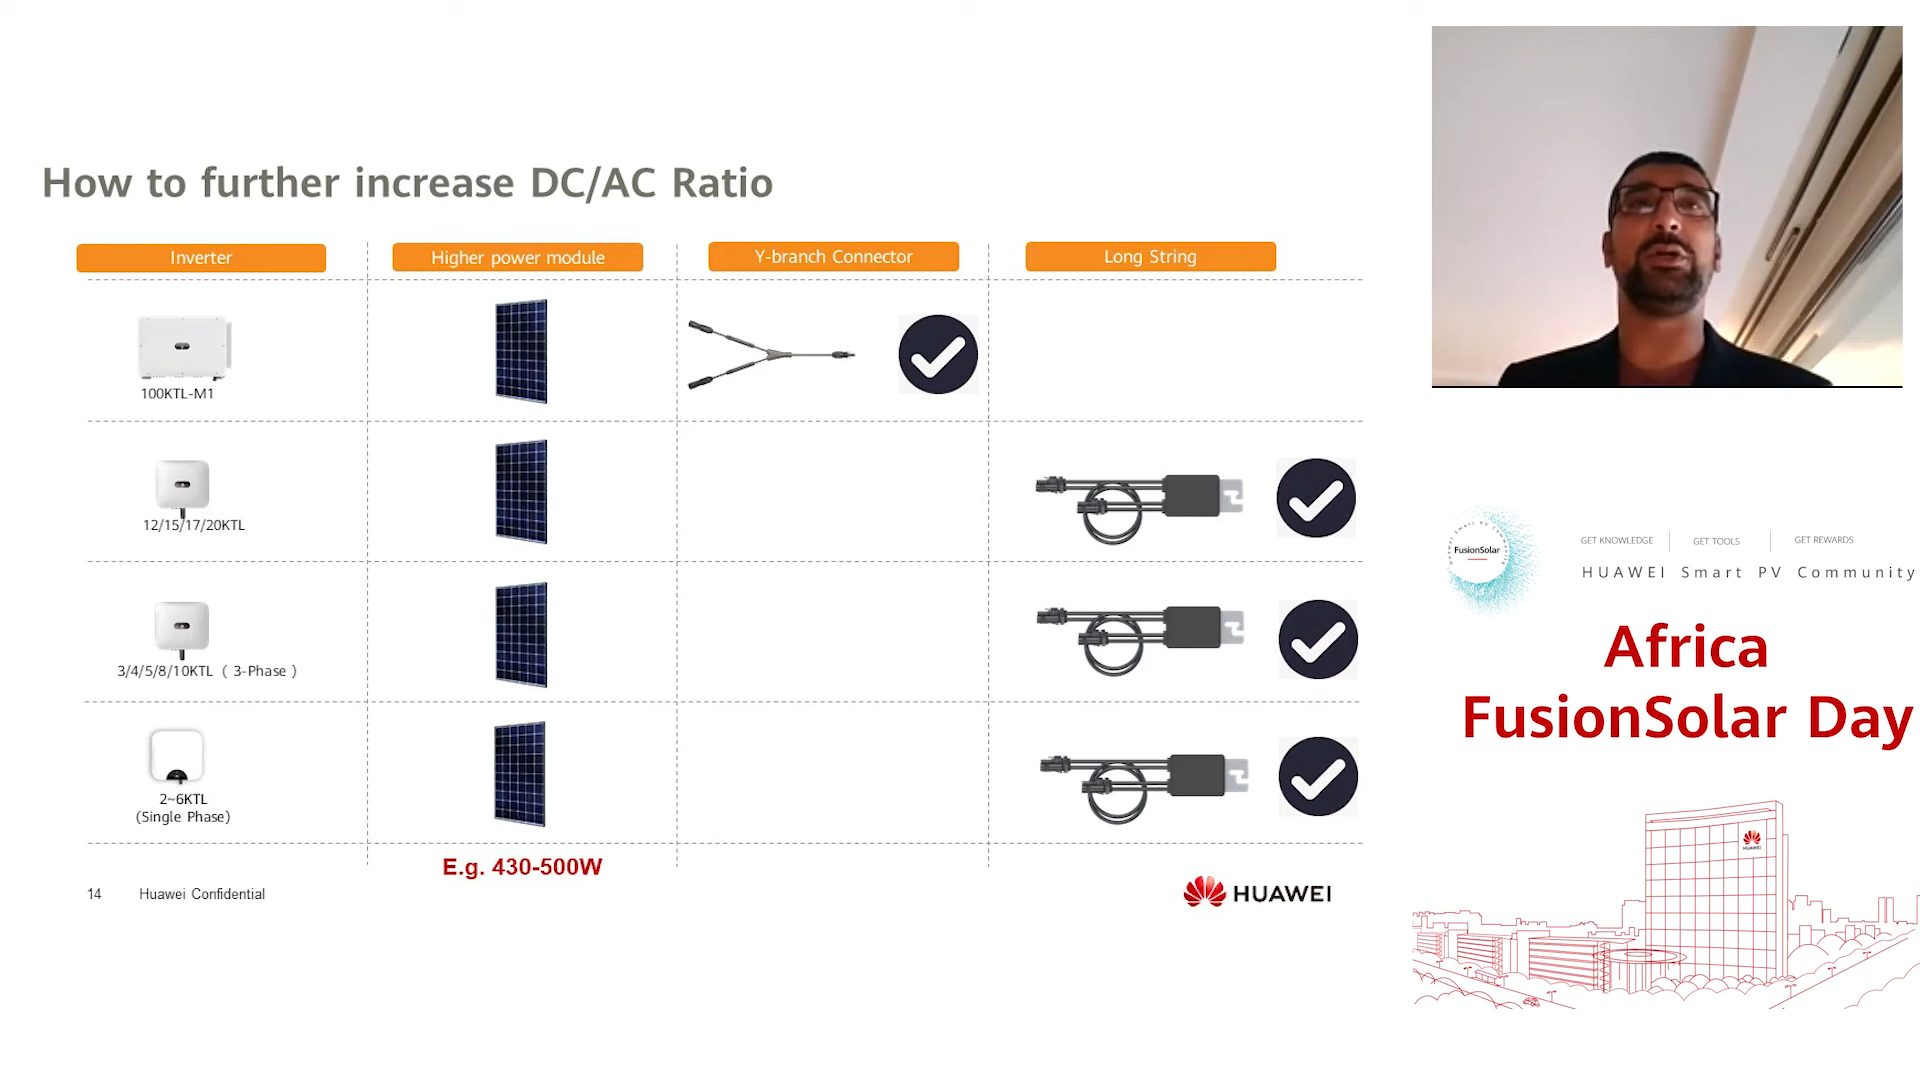 How to further increase DC/AC Ratio
Inverter
Higher power module
Y-branch Connector
Long String
100KTL-M1
12/15/17/20KTL
3/4/5/8/10KTL ( 3-Phase )
2~6KTL
(Single Phase)
E.g. 430-500W
14
Huawei Confidential
HUAWEI
FusionSolar
GET KNOWLEDGE
GET TOOLS
GET REWARDS
HUAWEI Smart PV Community
Africa
FusionSolar Day
HUAWEI